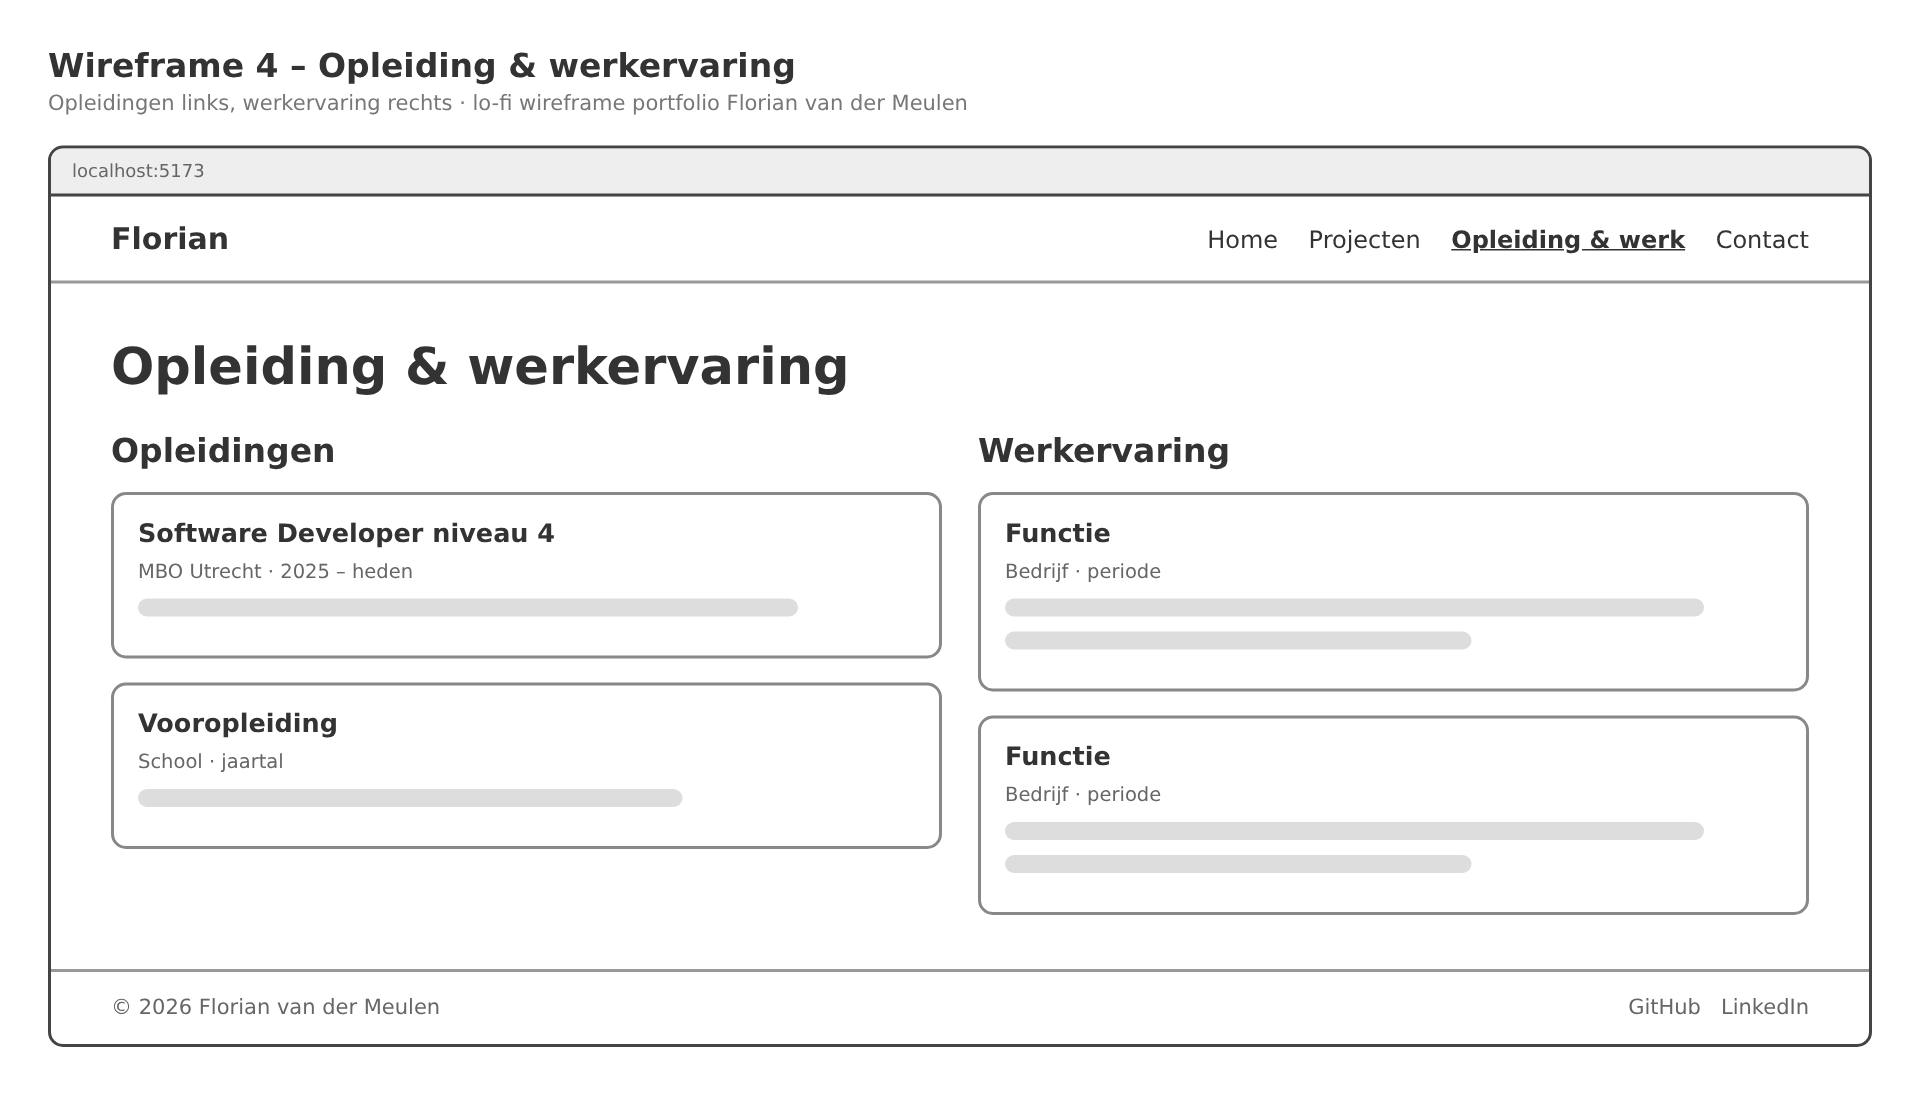 Wireframe 4 – Opleiding & werkervaring
Opleidingen links, werkervaring rechts · lo-fi wireframe portfolio Florian van der Meulen
localhost:5173
Florian
Home Projecten Opleiding & werk Contact
Opleiding & werkervaring
Opleidingen
Software Developer niveau 4
MBO Utrecht · 2025 – heden
Vooropleiding
School · jaartal
Werkervaring
Functie
Bedrijf · periode
Functie
Bedrijf · periode
© 2026 Florian van der Meulen
GitHub LinkedIn